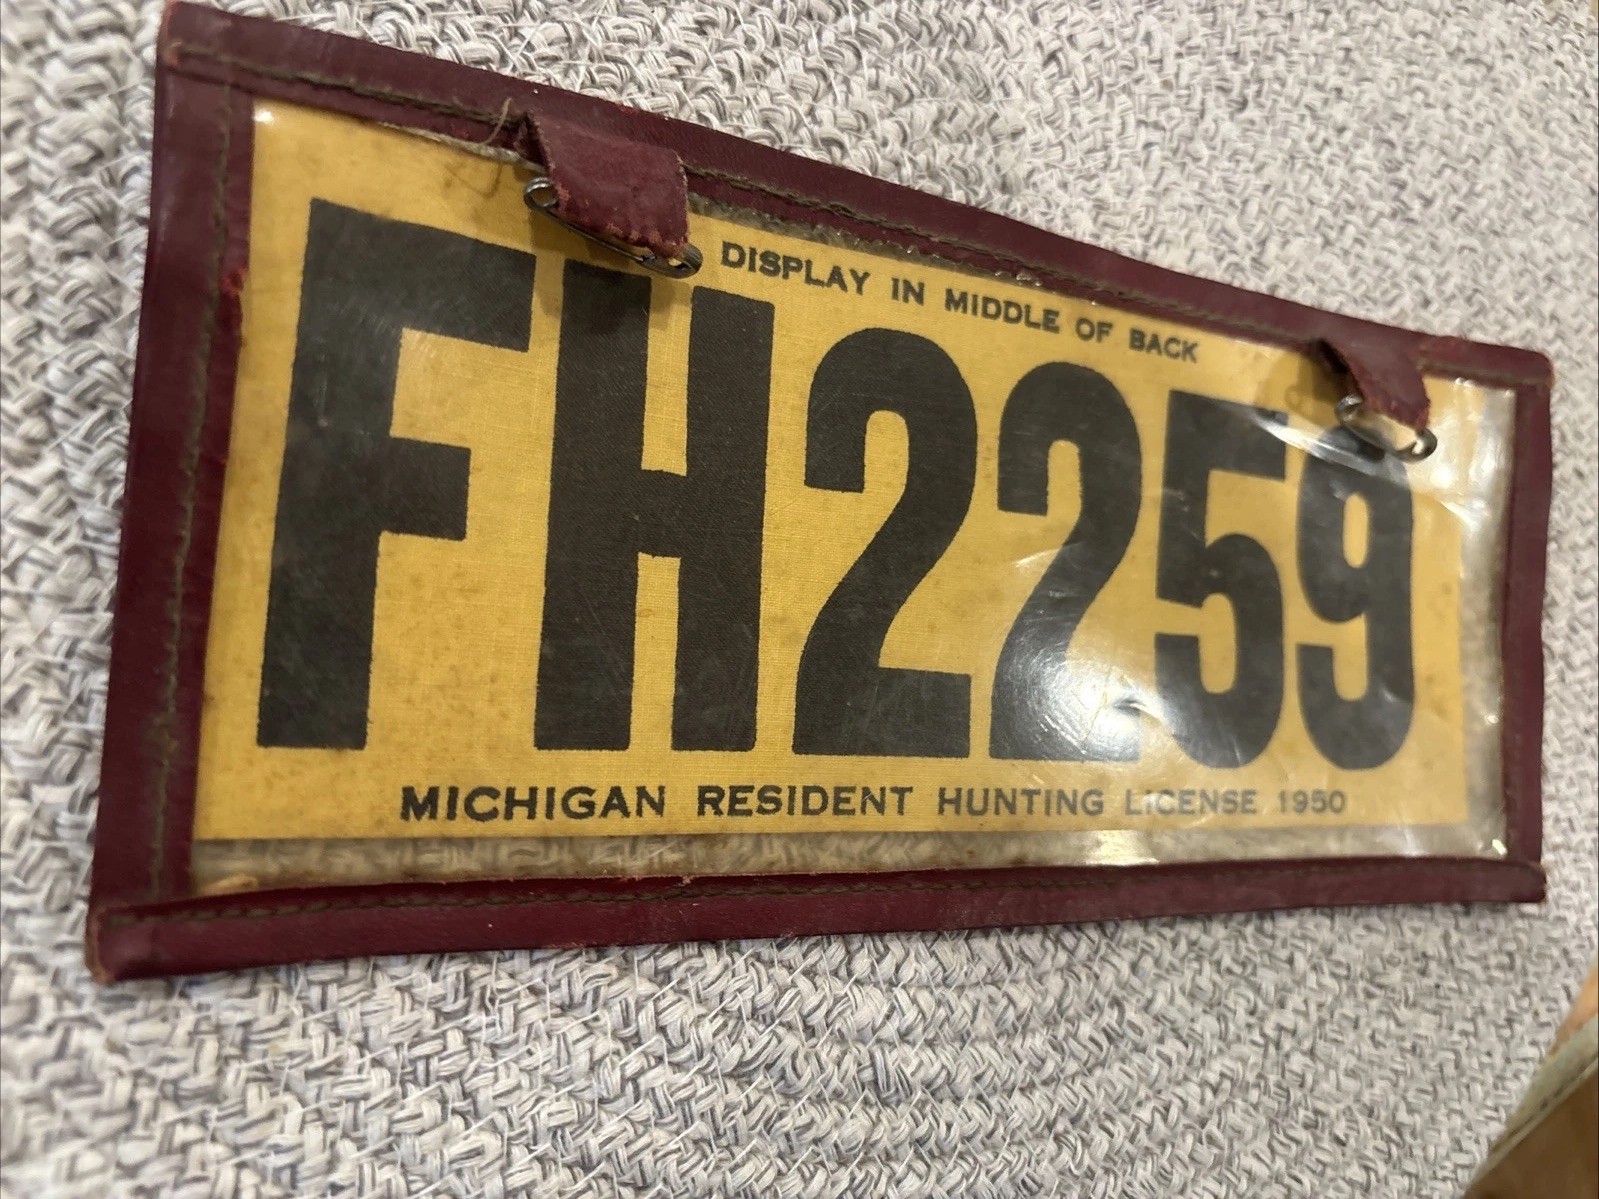 DISPLAY IN MIDDLE OF BACK
FH2259
MICHIGAN RESIDENT HUNTING LICENSE 1950